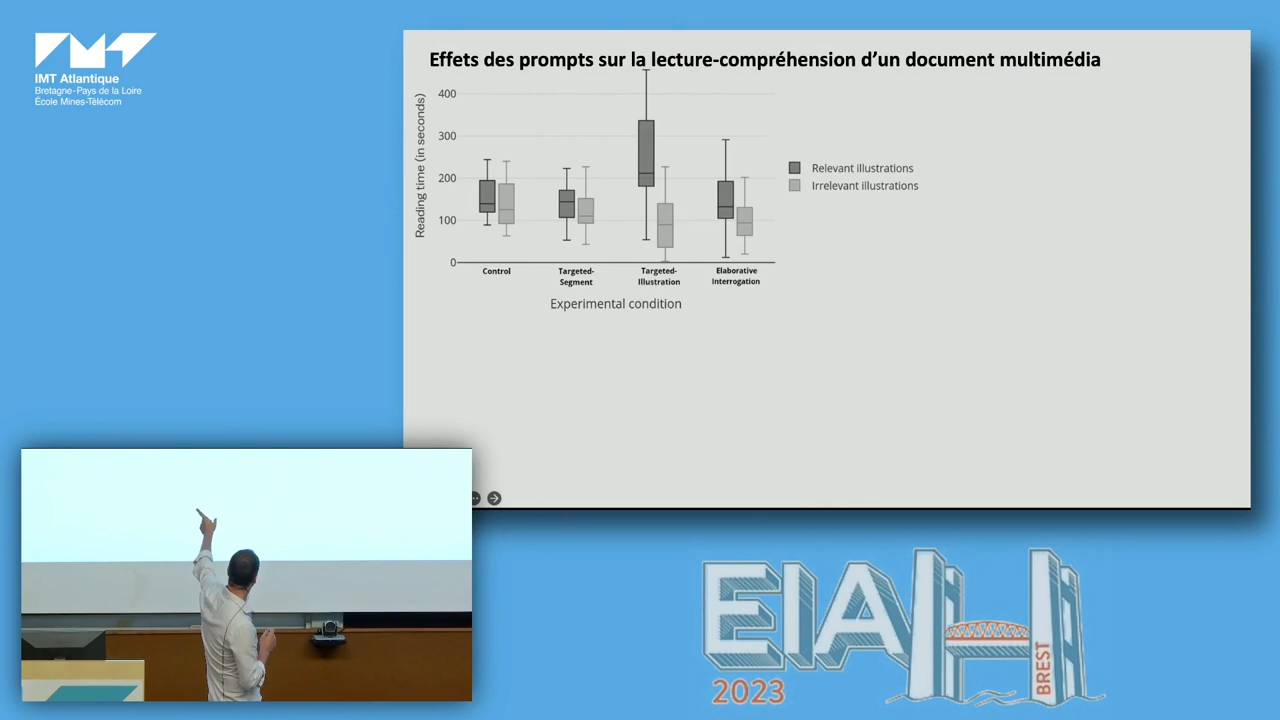 IMT Atlantique
Bretagne-Pays de la Loire
École Mines-Télécom
Effets des prompts sur la lecture-compréhension d'un document multimédia
Reading time (in seconds)
400
300
200
100
0
Control
Targeted-
Segment
Targeted-
Illustration
Elaborative
Interrogation
Experimental condition
Relevant illustrations
Irrelevant illustrations
EIAH
BREST
2023